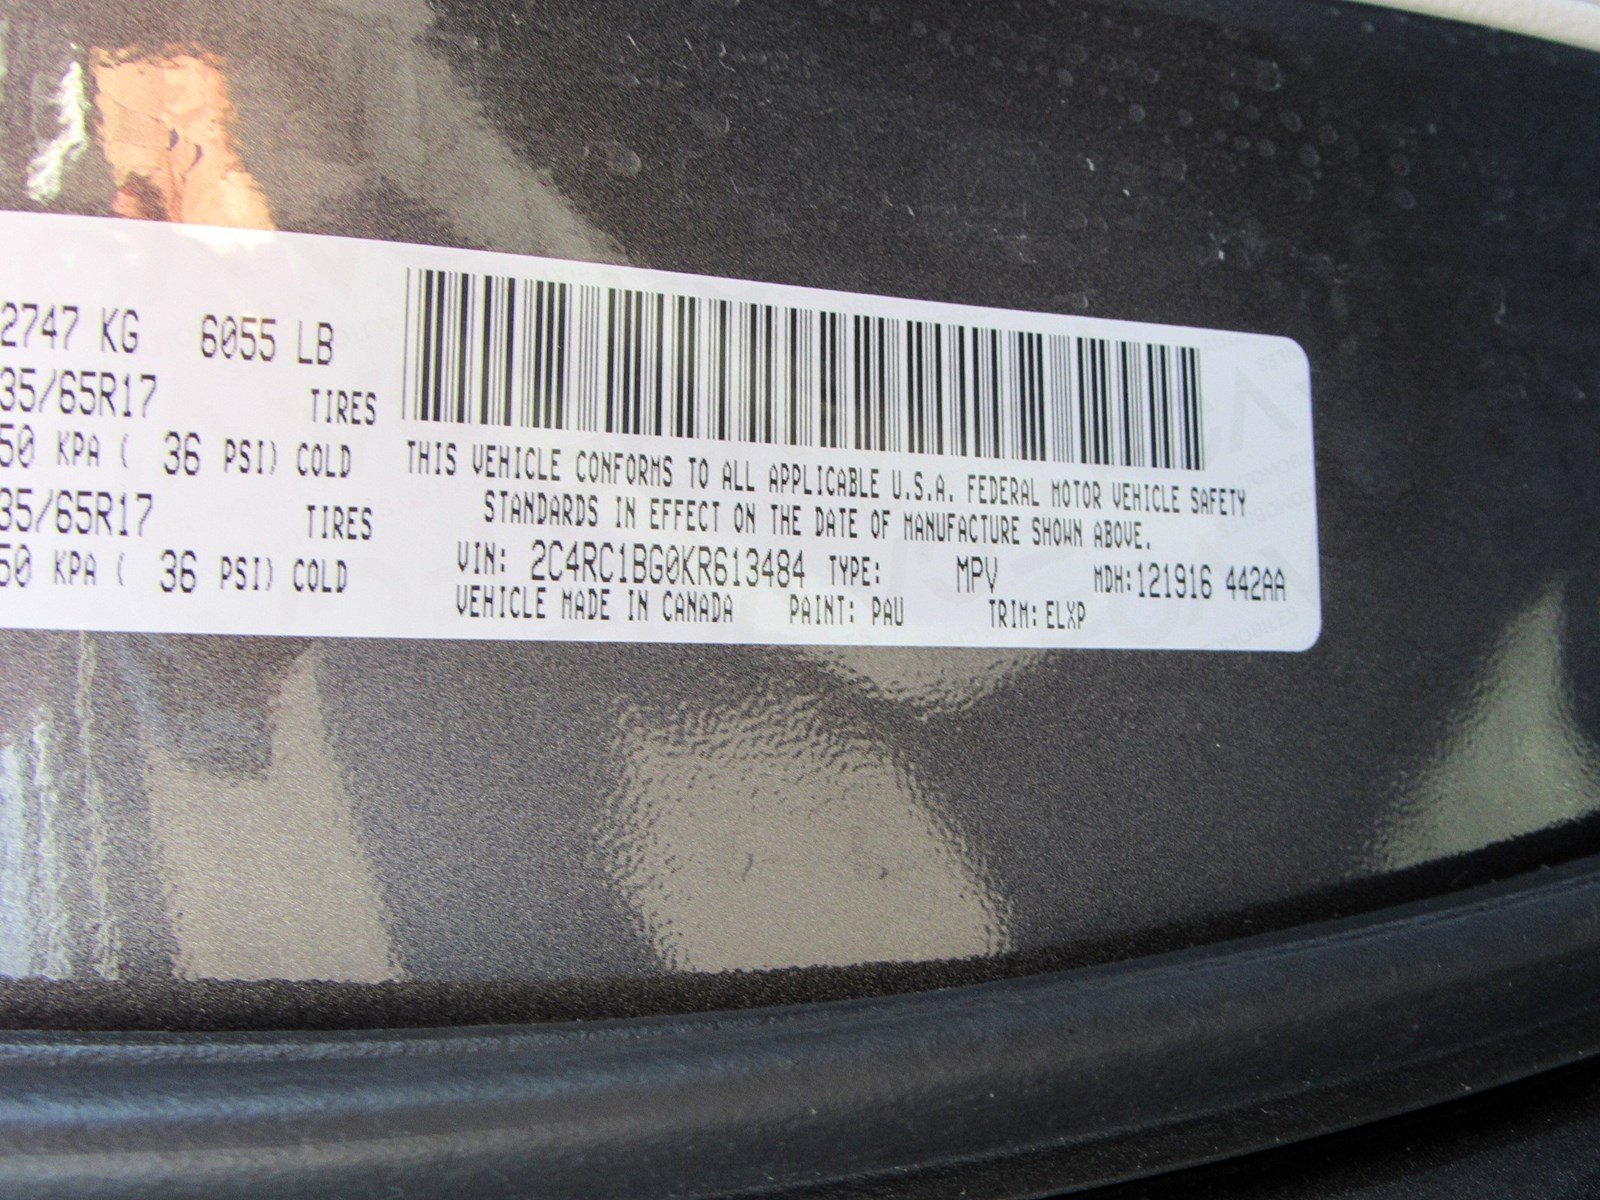 2747 KG 6055 LB
35/65R17 TIRES
50 KPA ( 36 PSI) COLD
35/65R17 TIRES
50 KPA ( 36 PSI) COLD
THIS VEHICLE CONFORMS TO ALL APPLICABLE U.S.A. FEDERAL MOTOR VEHICLE SAFETY
STANDARDS IN EFFECT ON THE DATE OF MANUFACTURE SHOWN ABOVE.
VIN: 2C4RC1BG0KR613484 TYPE: MPV MDH:121916 442AA
VEHICLE MADE IN CANADA PAINT: PAU TRIM: ELXP